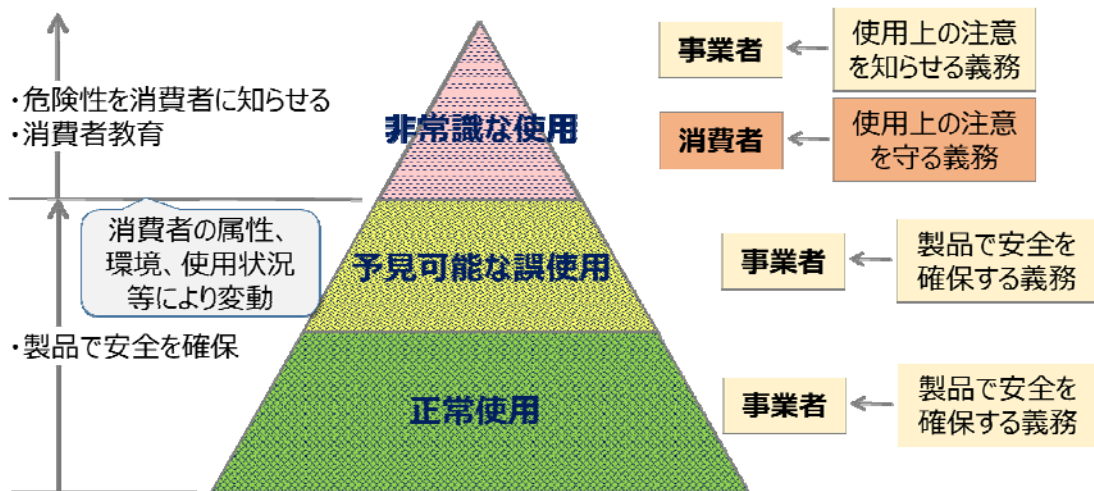 ・危険性を消費者に知らせる
・消費者教育
消費者の属性、
環境、使用状況
等により変動
・製品で安全を確保
非常識な使用
予見可能な誤使用
正常使用
事業者
使用上の注意
を知らせる義務
消費者
使用上の注意
を守る義務
事業者
製品で安全を
確保する義務
事業者
製品で安全を
確保する義務